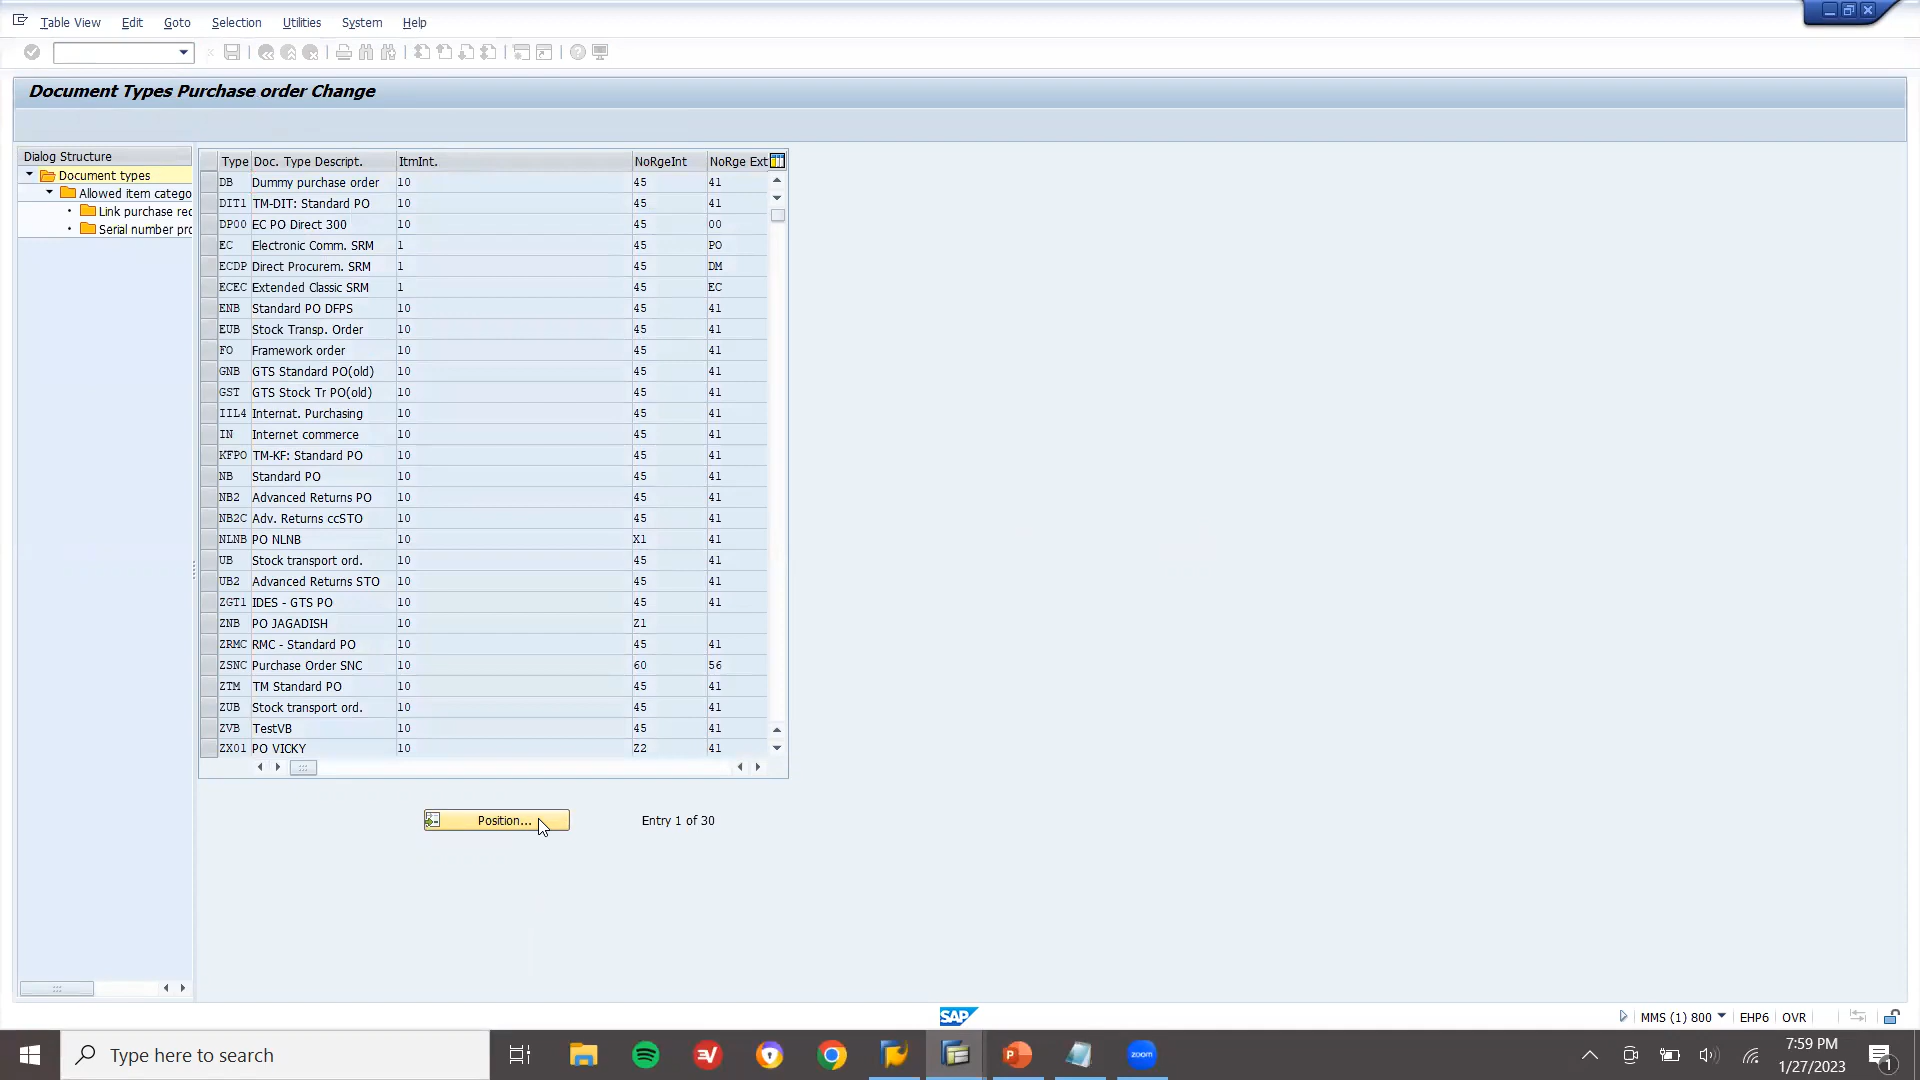 Table View Edit Goto Selection Utilities System Help
Document Types Purchase order Change
Dialog Structure
Document types
Allowed item catego
Link purchase rec
Serial number pro
Type Doc. Type Descript. ItmInt. NoRgeInt NoRge Ext
DB Dummy purchase order 10 45 41
DIT1 TM-DIT: Standard PO 10 45 41
DP00 EC PO Direct 300 10 45 00
EC Electronic Comm. SRM 1 45 PO
ECDP Direct Procurem. SRM 1 45 DM
ECEC Extended Classic SRM 1 45 EC
ENB Standard PO DFPS 10 45 41
EUB Stock Transp. Order 10 45 41
FO Framework order 10 45 41
GNB GTS Standard PO(old) 10 45 41
GST GTS Stock Tr PO(old) 10 45 41
IIL4 Internat. Purchasing 10 45 41
IN Internet commerce 10 45 41
KFPO TM-KF: Standard PO 10 45 41
NB Standard PO 10 45 41
NB2 Advanced Returns PO 10 45 41
NB2C Adv. Returns ccSTO 10 45 41
NLNB PO NLNB 10 X1 41
UB Stock transport ord. 10 45 41
UB2 Advanced Returns STO 10 45 41
ZGT1 IDES - GTS PO 10 45 41
ZNB PO JAGADISH 10 Z1
ZRMC RMC - Standard PO 10 45 41
ZSNC Purchase Order SNC 10 60 56
ZTM TM Standard PO 10 45 41
ZUB Stock transport ord. 10 45 41
ZVB TestVB 10 45 41
ZX01 PO VICKY 10 Z2 41
Position... Entry 1 of 30
SAP
MMS (1) 800 EHP6 OVR
Type here to search
zoom
7:59 PM
1/27/2023
1